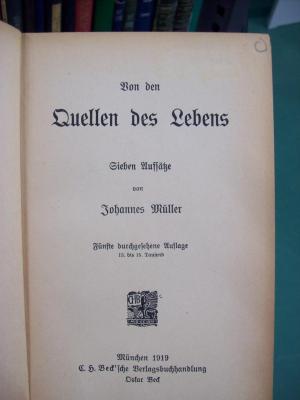 Von den
Quellen des Lebens
Sieben Aufsätze
von
Johannes Müller
Fünfte durchgesehene Auflage
13. bis 15. Tausend
CHB
München 1919
C. H. Beck'sche Verlagsbuchhandlung
Oskar Beck